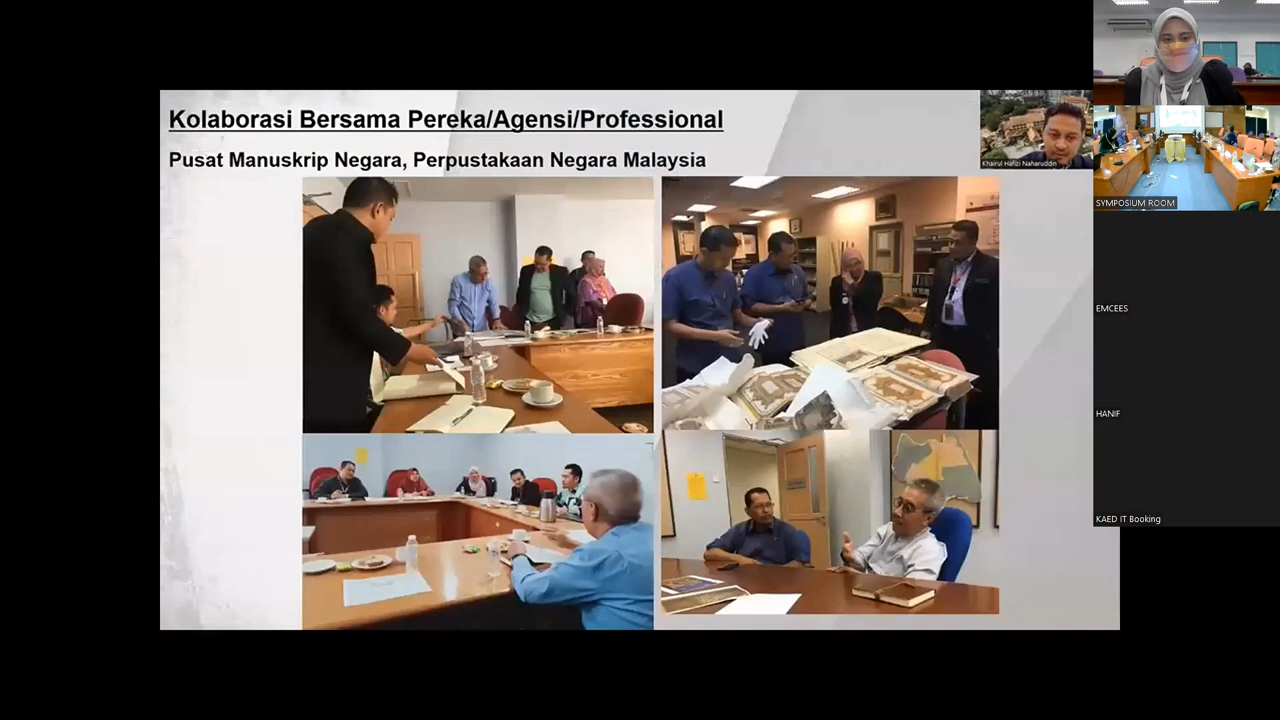 Kolaborasi Bersama Pereka/Agensi/Professional
Pusat Manuskrip Negara, Perpustakaan Negara Malaysia
Khairul Hafizi Naharuddin
SYMPOSIUM ROOM
EMCEES
HANIF
KAED IT Booking